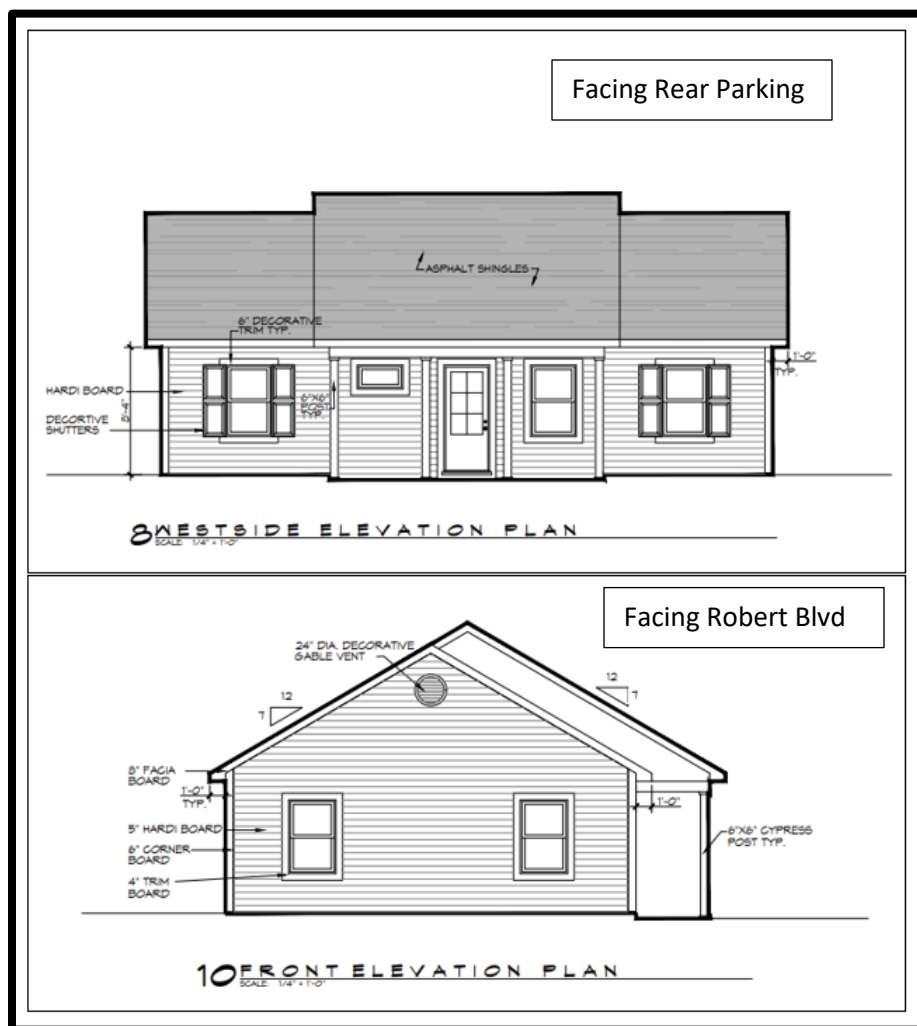 Facing Rear Parking
ASPHALT SHINGLES
6" DECORATIVE
TRIM TYP.
1'-0"
TYP.
HARDI BOARD
8'-4"
6"X6"
POST
TYP.
DECORTIVE
SHUTTERS
8 WESTSIDE ELEVATION PLAN
SCALE: 1/4" = 1'-0"
Facing Robert Blvd
24" DIA. DECORATIVE
GABLE VENT
12
7
12
7
8" FACIA
BOARD
1'-0"
TYP.
1'-0"
5" HARDI BOARD
6"X6" CYPRESS
POST TYP.
6" CORNER
BOARD
4" TRIM
BOARD
10 FRONT ELEVATION PLAN
SCALE: 1/4" = 1'-0"